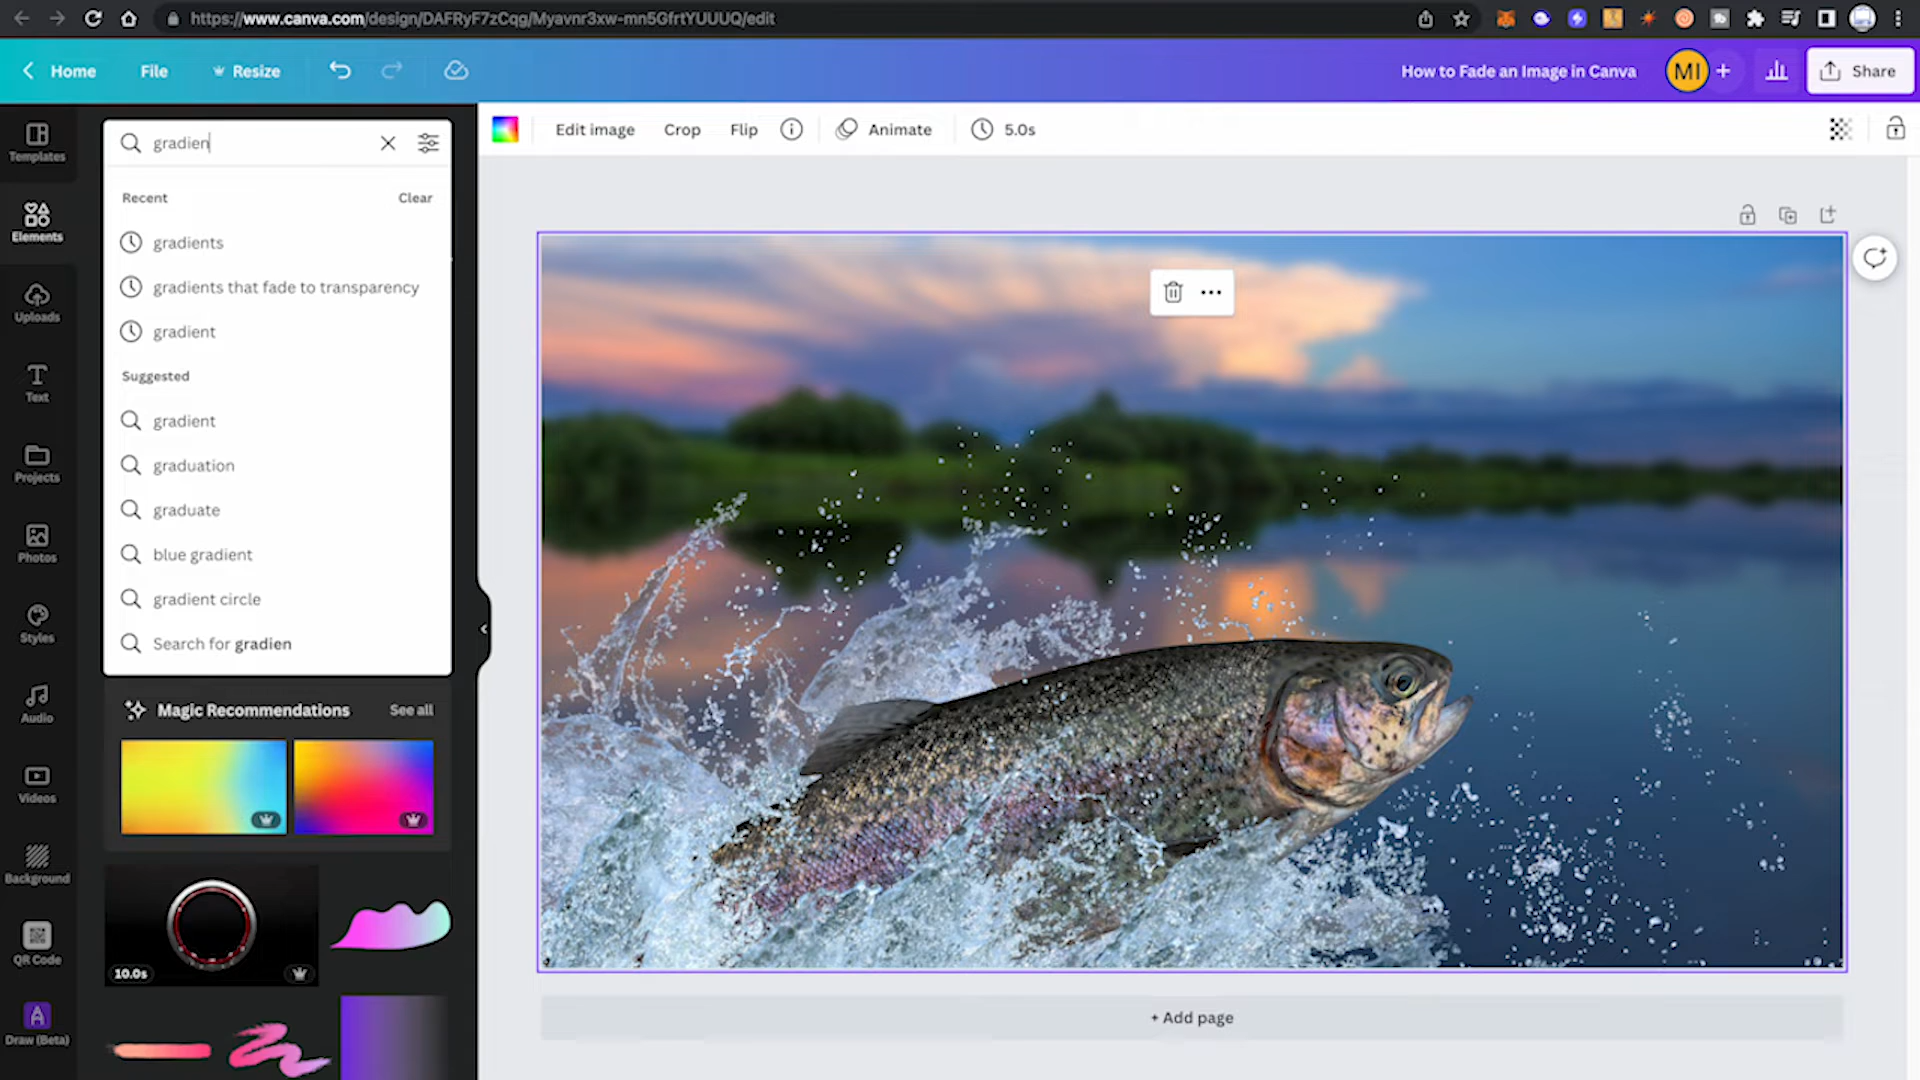 https://www.canva.com/design/DAFRyF7zCqg/Myavnr3xw-mn5GfrtYUUUQ/edit
Home File Resize How to Fade an Image in Canva MI + Share
Templates
Elements
Uploads
Text
Projects
Photos
Styles
Audio
Videos
Background
QR Code
Draw (Beta)
gradien
Recent Clear
gradients
gradients that fade to transparency
gradient
Suggested
gradient
graduation
graduate
blue gradient
gradient circle
Search for gradien
Magic Recommendations See all
10.0s
Edit image Crop Flip Animate 5.0s
+ Add page